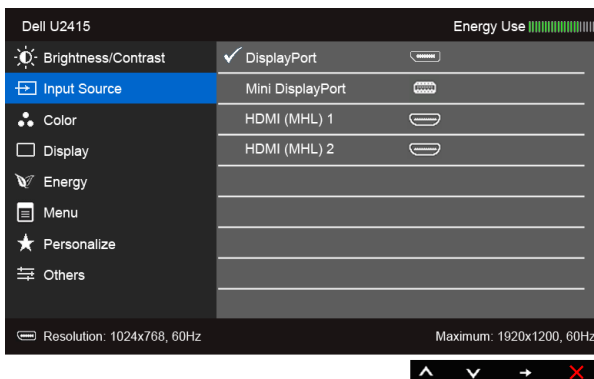 Dell U2415 Energy Use
Brightness/Contrast DisplayPort
Input Source Mini DisplayPort
Color HDMI (MHL) 1
Display HDMI (MHL) 2
Energy
Menu
Personalize
Others
Resolution: 1024x768, 60Hz Maximum: 1920x1200, 60Hz